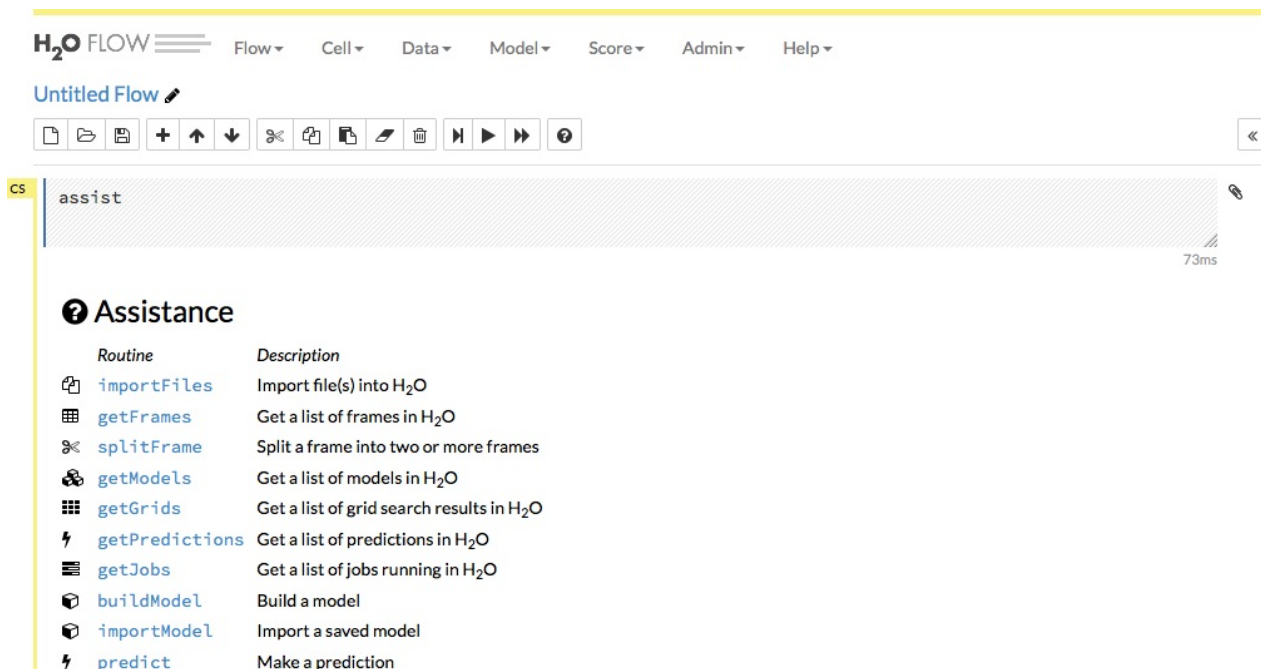 H2O FLOW Flow Cell Data Model Score Admin Help
Untitled Flow
CS
assist
73ms
Assistance
Routine Description
importFiles Import file(s) into H2O
getFrames Get a list of frames in H2O
splitFrame Split a frame into two or more frames
getModels Get a list of models in H2O
getGrids Get a list of grid search results in H2O
getPredictions Get a list of predictions in H2O
getJobs Get a list of jobs running in H2O
buildModel Build a model
importModel Import a saved model
predict Make a prediction